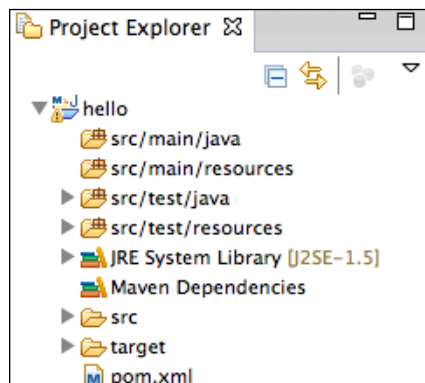 Project Explorer
hello
src/main/java
src/main/resources
src/test/java
src/test/resources
JRE System Library [J2SE-1.5]
Maven Dependencies
src
target
pom.xml